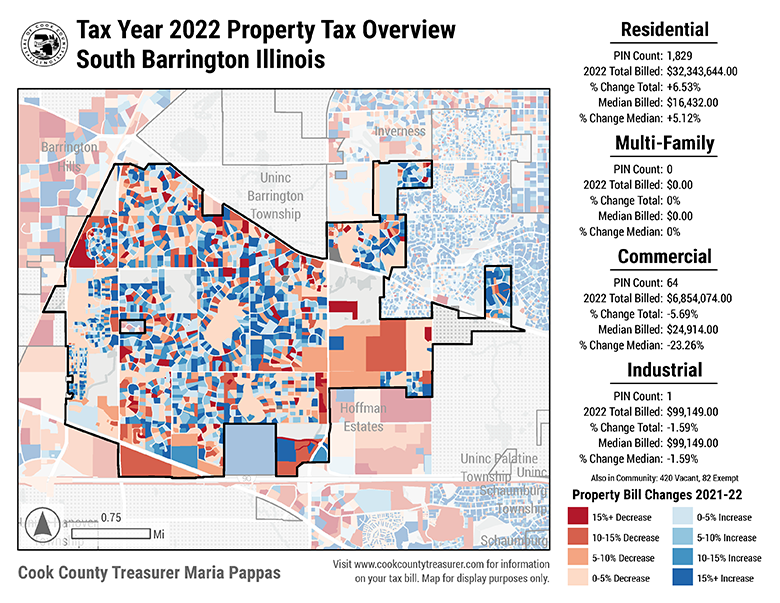 Tax Year 2022 Property Tax Overview
South Barrington Illinois
Barrington
Hills
Inverness
Uninc
Barrington
Township
Hoffman
Estates
Uninc Palatine
Township
Uninc
Schaumburg
Township
Schaumburg
90
0.75
Mi
Cook County Treasurer Maria Pappas
Visit www.cookcountytreasurer.com for information
on your tax bill. Map for display purposes only.
Residential
PIN Count: 1,829
2022 Total Billed: $32,343,644.00
% Change Total: +6.53%
Median Billed: $16,432.00
% Change Median: +5.12%
Multi-Family
PIN Count: 0
2022 Total Billed: $0.00
% Change Total: 0%
Median Billed: $0.00
% Change Median: 0%
Commercial
PIN Count: 64
2022 Total Billed: $6,854,074.00
% Change Total: -5.69%
Median Billed: $24,914.00
% Change Median: -23.26%
Industrial
PIN Count: 1
2022 Total Billed: $99,149.00
% Change Total: -1.59%
Median Billed: $99,149.00
% Change Median: -1.59%
Also in Community: 420 Vacant, 82 Exempt
Property Bill Changes 2021-22
15%+ Decrease
10-15% Decrease
5-10% Decrease
0-5% Decrease
0-5% Increase
5-10% Increase
10-15% Increase
15%+ Increase